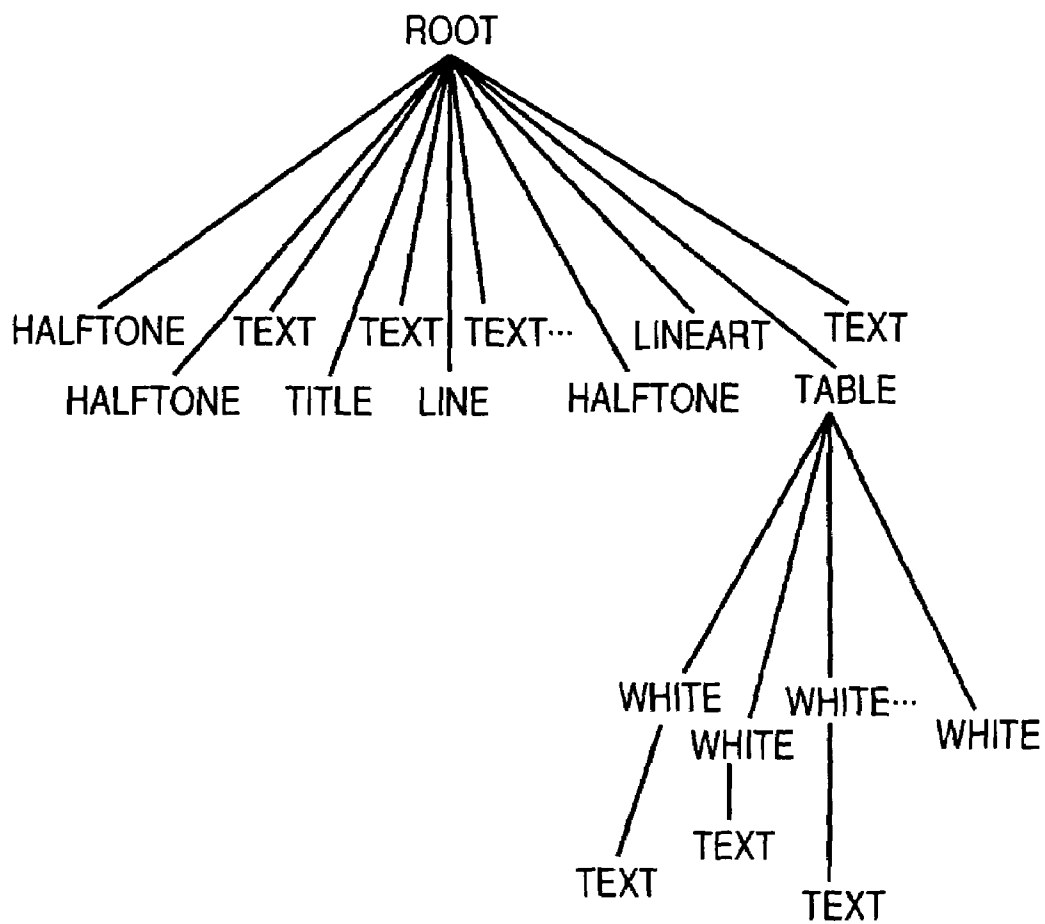 ROOT
HALFTONE TEXT TEXT TEXT... LINEART TEXT
HALFTONE TITLE LINE HALFTONE TABLE
WHITE WHITE... 
WHITE WHITE
TEXT
TEXT
TEXT